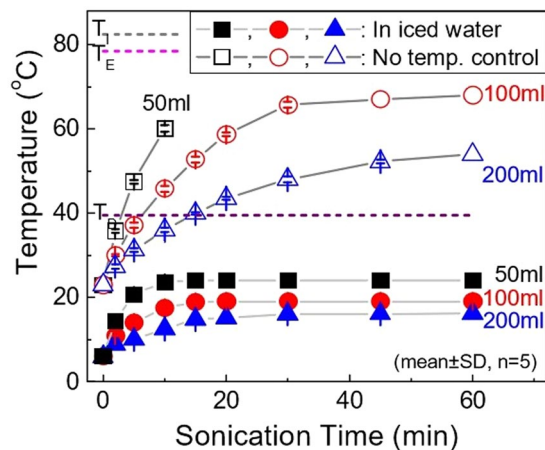 T_I
T_E
: In iced water
: No temp. control
80
60
40
20
0
Temperature (°C)
50ml
100ml
200ml
T
50ml
100ml
200ml
(mean±SD, n=5)
0 20 40 60
Sonication Time (min)